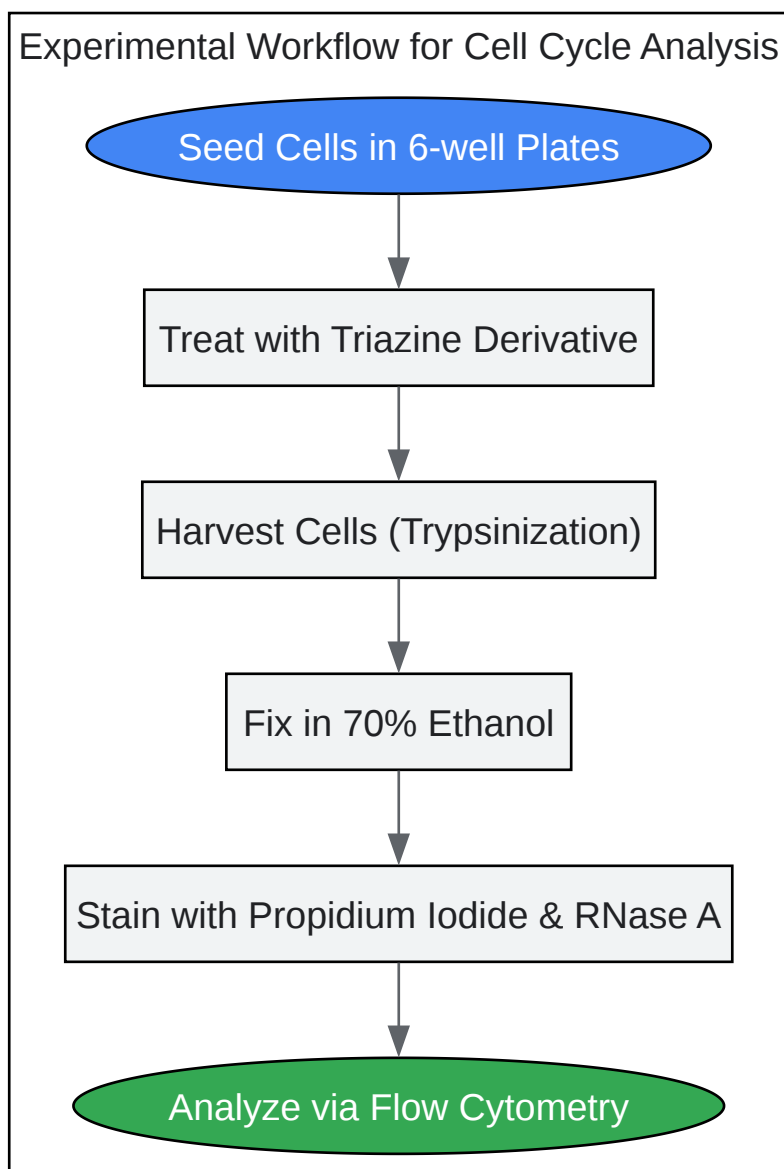 Experimental Workflow for Cell Cycle Analysis
Seed Cells in 6-well Plates
Treat with Triazine Derivative
Harvest Cells (Trypsinization)
Fix in 70% Ethanol
Stain with Propidium Iodide & RNase A
Analyze via Flow Cytometry